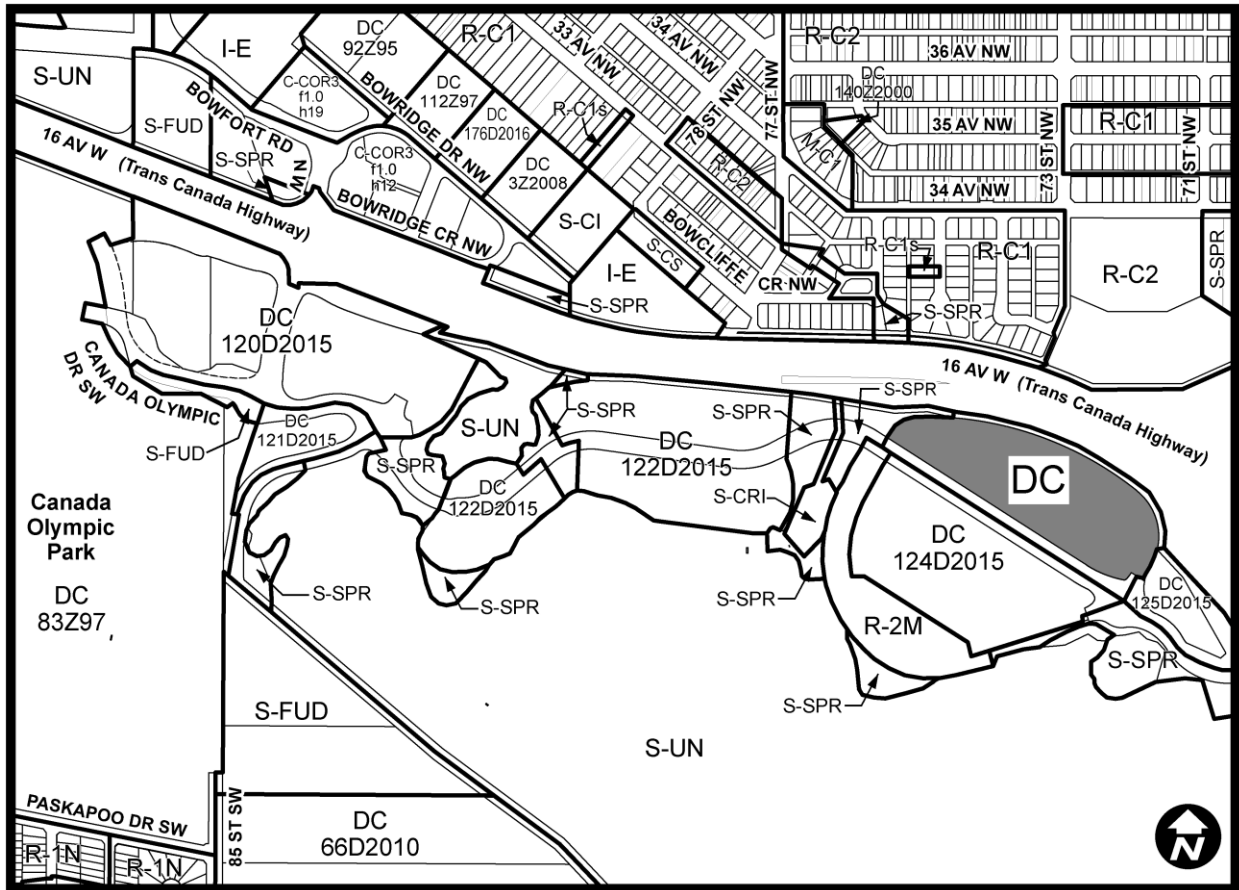 S-UN
I-E
DC
92Z95
R-C1
33 AV NW
34 AV NW
R-C2
36 AV NW
DC
140Z2000
C-COR3
f1.0
h19
BOWFORT RD
N W
S-FUD
S-SPR
BOWRIDGE DR NW
DC
112Z97
DC
176D2016
R-C1s
78 ST NW
77 ST NW
M-C1
35 AV NW
R-C1
34 AV NW
73 ST NW
71 ST NW
16 AV W (Trans Canada Highway)
C-COR3
f1.0
h12
BOWRIDGE CR NW
DC
3Z2008
S-CI
R-C2
BOWCLIFFE
CR NW
S-CS
I-E
S-SPR
R-C1s
R-C1
S-SPR
R-C2
S-SPR
DC
120D2015
CANADA OLYMPIC
DR SW
16 AV W (Trans Canada Highway)
S-FUD
DC
121D2015
S-SPR
S-UN
S-SPR
DC
122D2015
DC
122D2015
S-SPR
S-SPR
S-CRI
DC
DC
124D2015
DC
125D2015
Canada
Olympic
Park
DC
83Z97
S-SPR
S-SPR
S-SPR
R-2M
S-SPR
S-SPR
S-FUD
S-UN
PASKAPOO DR SW
85 ST SW
DC
66D2010
R-1N
R-1N
N